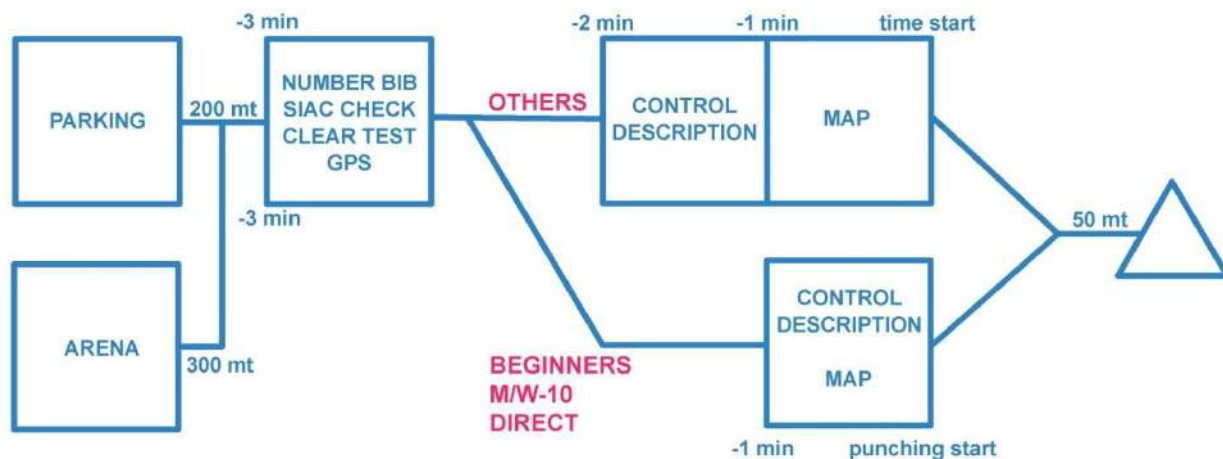 -3 min
-2 min
-1 min
time start
PARKING
200 mt
NUMBER BIB
SIAC CHECK
CLEAR TEST
GPS
OTHERS
CONTROL
DESCRIPTION
MAP
-3 min
50 mt
ARENA
300 mt
BEGINNERS
M/W-10
DIRECT
CONTROL
DESCRIPTION
MAP
-1 min
punching start